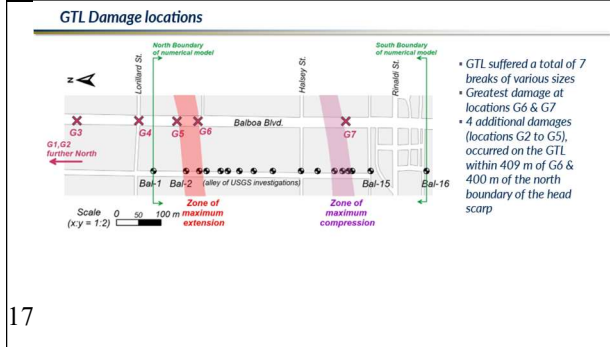 GTL Damage locations
North Boundary
of numerical model
South Boundary
of numerical model
Lorillard St.
Halsey St.
Rinaldi St.
N
G3
G4
G5
G6
Balboa Blvd.
G7
G1,G2
further North
Bal-1
Bal-2
(alley of USGS investigations)
Bal-15
Bal-16
Scale
(x:y = 1:2)
0
50
100 m
Zone of
maximum
extension
Zone of
maximum
compression
▪ GTL suffered a total of 7
breaks of various sizes
▪ Greatest damage at
locations G6 & G7
▪ 4 additional damages
(locations G2 to G5),
occurred on the GTL
within 409 m of G6 &
400 m of the north
boundary of the head
scarp
17